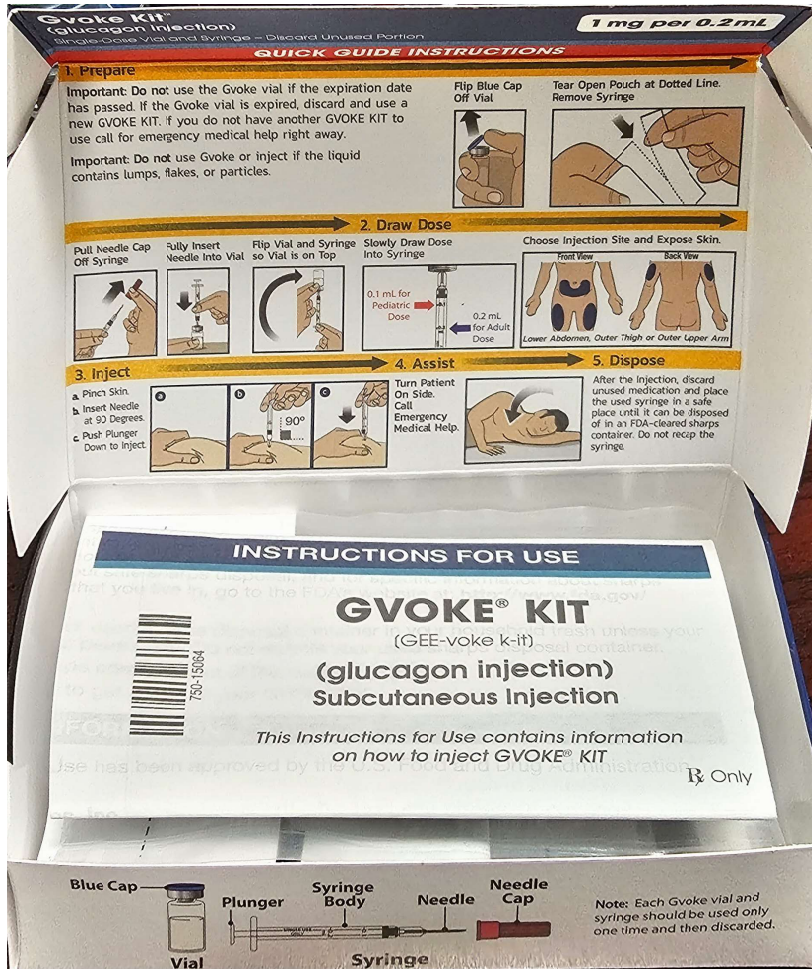 Gvoke Kit™
(glucagon injection)
1 mg per 0.2mL
Single-Dose Vial and Syringe – Discard Unused Portion
QUICK GUIDE INSTRUCTIONS
1. Prepare
Important: Do not use the Gvoke vial if the expiration date
has passed. If the Gvoke vial is expired, discard and use a
new GVOKE KIT. If you do not have another GVOKE KIT to
use call for emergency medical help right away.
Important: Do not use Gvoke or inject if the liquid
contains lumps, flakes, or particles.
Flip Blue Cap
Off Vial
Tear Open Pouch at Dotted Line.
Remove Syringe
2. Draw Dose
Pull Needle Cap
Off Syringe
Fully Insert
Needle Into Vial
Flip Vial and Syringe
so Vial is on Top
Slowly Draw Dose
Into Syringe
0.1 mL for
Pediatric
Dose
0.2 mL
for Adult
Dose
Choose Injection Site and Expose Skin.
Front View
Back View
Lower Abdomen, Outer Thigh or Outer Upper Arm
3. Inject
a. Pinch Skin.
b. Insert Needle
at 90 Degrees.
c. Push Plunger
Down to Inject.
a
b
90°
c
4. Assist
Turn Patient
On Side.
Call
Emergency
Medical Help.
5. Dispose
After the Injection, discard
unused medication and place
the used syringe in a safe
place until it can be disposed
of in an FDA-cleared sharps
container. Do not recap the
syringe.
INSTRUCTIONS FOR USE
GVOKE® KIT
(GEE-voke k-it)
(glucagon injection)
Subcutaneous Injection
750-15064
This Instructions for Use contains information
on how to inject GVOKE® KIT
Rx Only
Blue Cap
Vial
Plunger
Syringe
Body
Needle
Needle
Cap
Syringe
Note: Each Gvoke vial and
syringe should be used only
one time and then discarded.